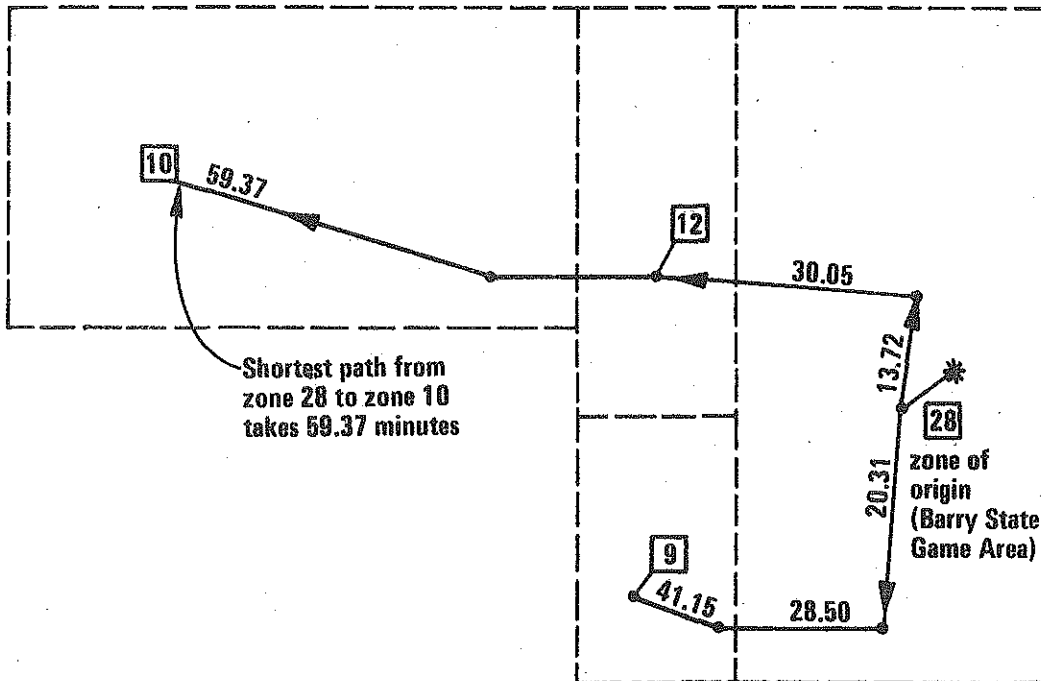 10
59.37
12
30.05
13.72
Shortest path from
zone 28 to zone 10
takes 59.37 minutes
28
zone of
origin
(Barry State
Game Area)
20.31
9
41.15
28.50